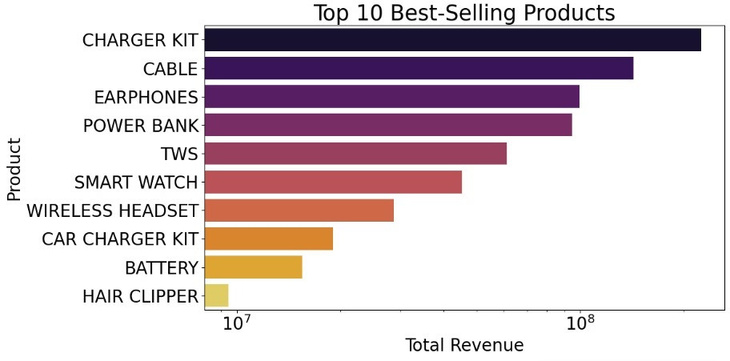 Top 10 Best-Selling Products
Product
CHARGER KIT
CABLE
EARPHONES
POWER BANK
TWS
SMART WATCH
WIRELESS HEADSET
CAR CHARGER KIT
BATTERY
HAIR CLIPPER
10⁷ 10⁸
Total Revenue